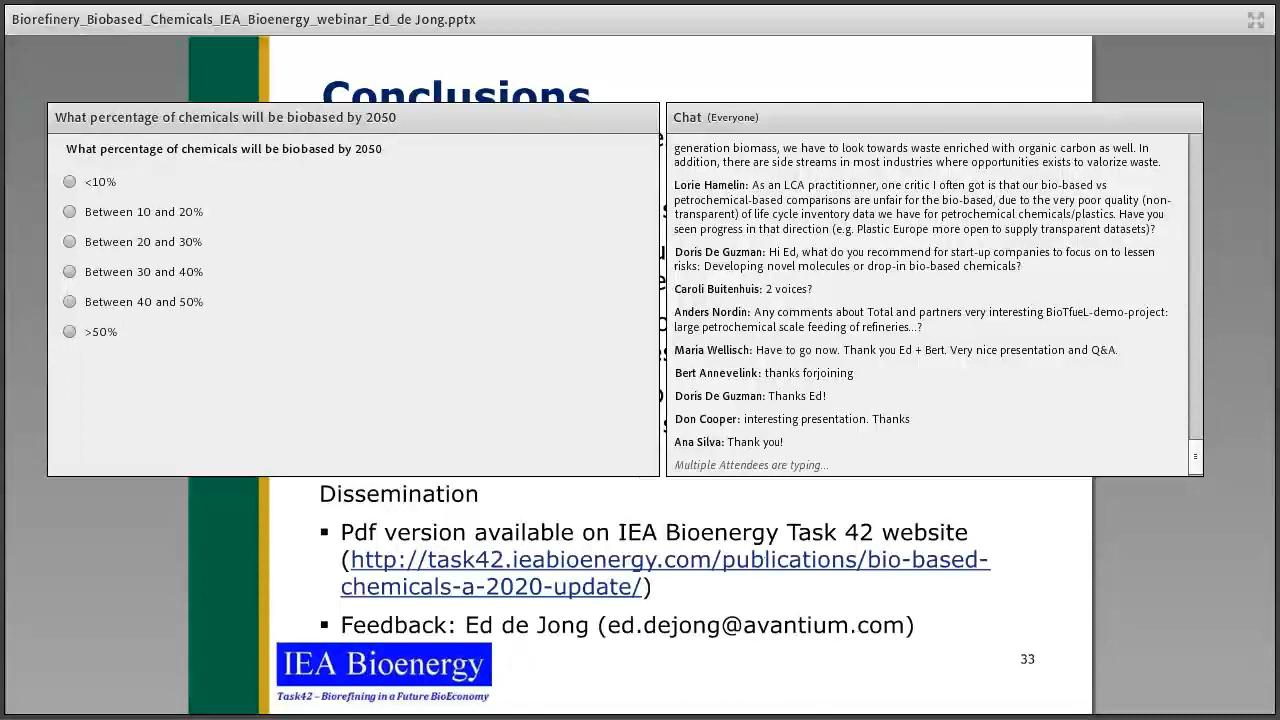 Biorefinery_Biobased_Chemicals_IEA_Bioenergy_webinar_Ed_de Jong.pptx
Conclusions
What percentage of chemicals will be biobased by 2050
What percentage of chemicals will be biobased by 2050
<10%
Between 10 and 20%
Between 20 and 30%
Between 30 and 40%
Between 40 and 50%
>50%
Chat (Everyone)
generation biomass, we have to look towards waste enriched with organic carbon as well. In
addition, there are side streams in most industries where opportunities exists to valorize waste.
Lorie Hamelin: As an LCA practitionner, one critic I often got is that our bio-based vs
petrochemical-based comparisons are unfair for the bio-based, due to the very poor quality (non-
transparent) of life cycle inventory data we have for petrochemical chemicals/plastics. Have you
seen progress in that direction (e.g. Plastic Europe more open to supply transparent datasets)?
Doris De Guzman: Hi Ed, what do you recommend for start-up companies to focus on to lessen
risks: Developing novel molecules or drop-in bio-based chemicals?
Caroli Buitenhuis: 2 voices?
Anders Nordin: Any comments about Total and partners very interesting BioTfueL-demo-project:
large petrochemical scale feeding of refineries...?
Maria Wellisch: Have to go now. Thank you Ed + Bert. Very nice presentation and Q&A.
Bert Annevelink: thanks forjoining
Doris De Guzman: Thanks Ed!
Don Cooper: interesting presentation. Thanks
Ana Silva: Thank you!
Multiple Attendees are typing...
Dissemination
▪ Pdf version available on IEA Bioenergy Task 42 website
(http://task42.ieabioenergy.com/publications/bio-based-
chemicals-a-2020-update/)
▪ Feedback: Ed de Jong (ed.dejong@avantium.com)
IEA Bioenergy
Task42 – Biorefining in a Future BioEconomy
33